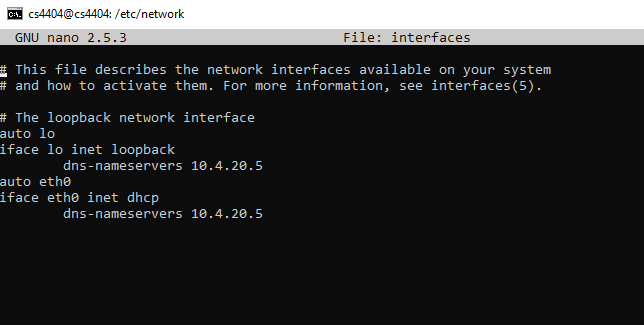 cs4404@cs4404: /etc/network
GNU nano 2.5.3 File: interfaces
# This file describes the network interfaces available on your system
# and how to activate them. For more information, see interfaces(5).
# The loopback network interface
auto lo
iface lo inet loopback
dns-nameservers 10.4.20.5
auto eth0
iface eth0 inet dhcp
dns-nameservers 10.4.20.5